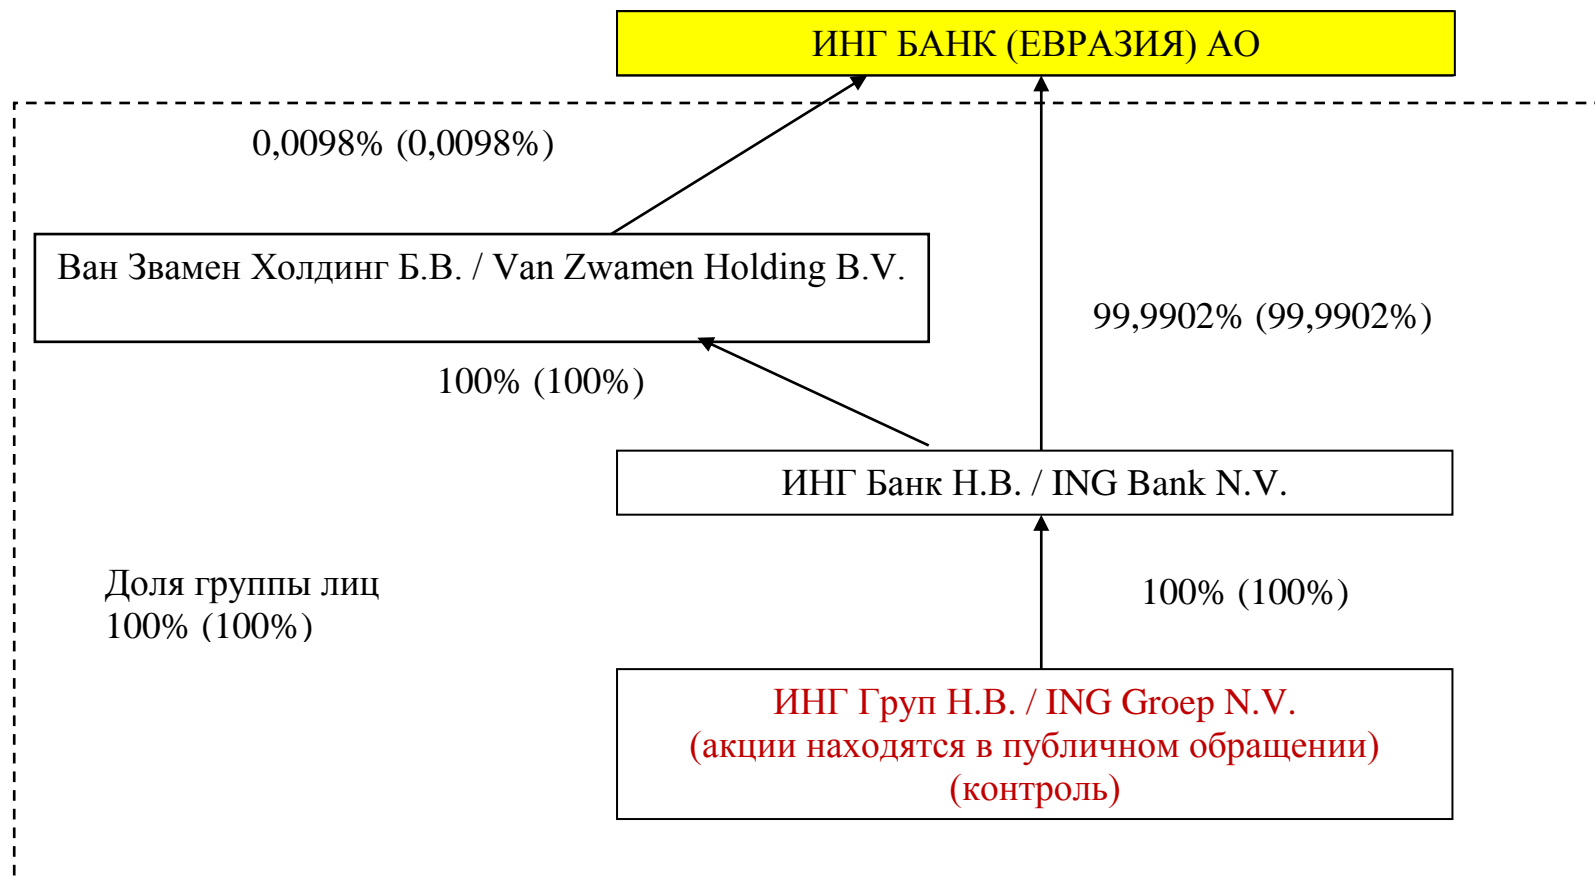 ИНГ БАНК (ЕВРАЗИЯ) АО
0,0098% (0,0098%)
Ван Звамен Холдинг Б.В. / Van Zwamen Holding B.V.
99,9902% (99,9902%)
100% (100%)
ИНГ Банк Н.В. / ING Bank N.V.
Доля группы лиц
100% (100%)
100% (100%)
ИНГ Груп Н.В. / ING Groep N.V.
(акции находятся в публичном обращении)
(контроль)